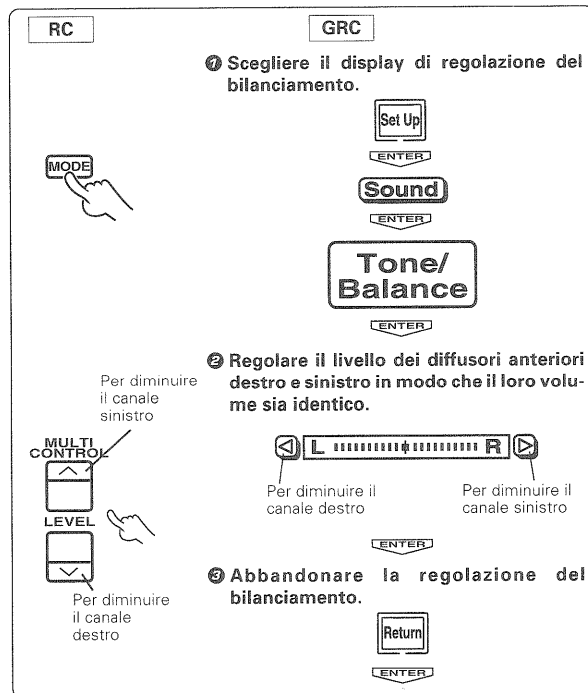 RC
GRC
❶ Scegliere il display di regolazione del
bilanciamento.
Set Up
ENTER
MODE
Sound
ENTER
Tone/
Balance
ENTER
❷ Regolare il livello dei diffusori anteriori
destro e sinistro in modo che il loro volu-
me sia identico.
Per diminuire
il canale
sinistro
MULTI
CONTROL
L R
Per diminuire il
canale destro
Per diminuire il
canale sinistro
LEVEL
ENTER
Per diminuire
il canale
destro
❸ Abbandonare la regolazione del
bilanciamento.
Return
ENTER